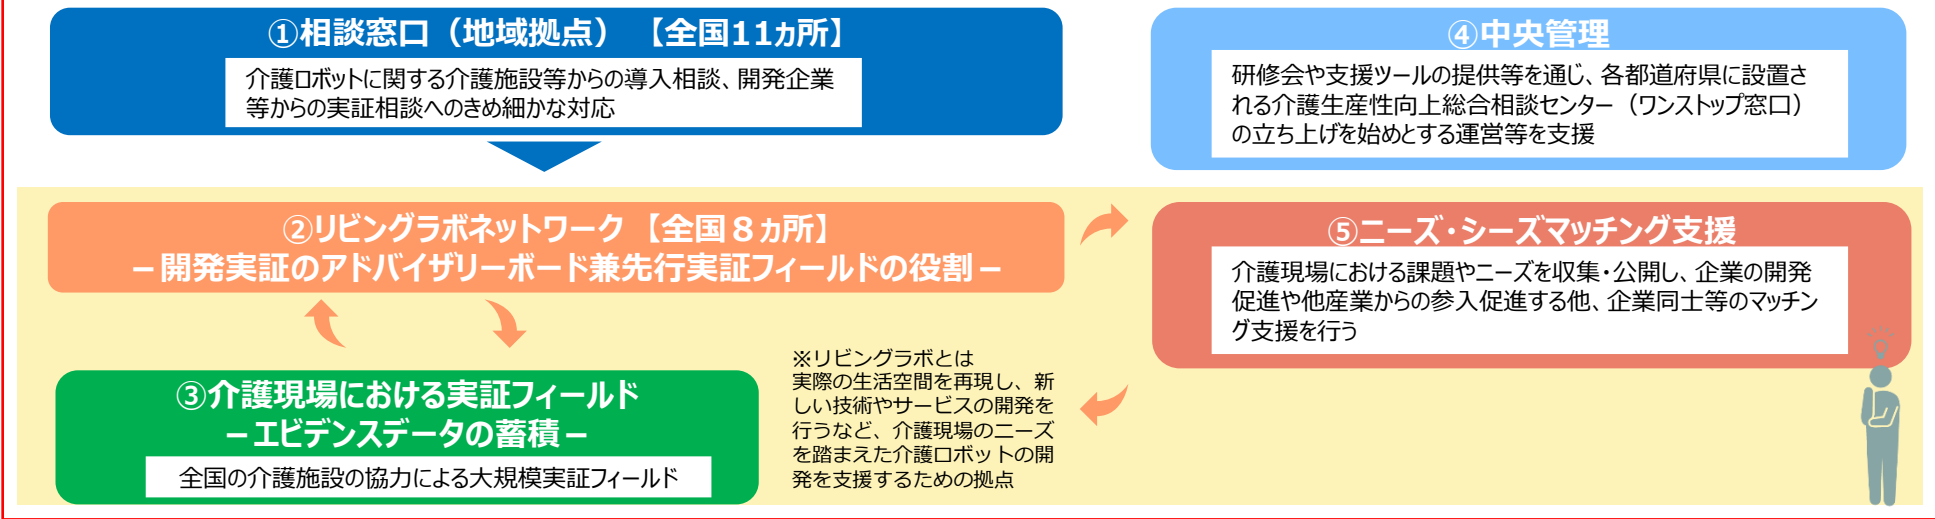 ①相談窓口（地域拠点）【全国11ヵ所】
介護ロボットに関する介護施設等からの導入相談、開発企業
等からの実証相談へのきめ細かな対応
④中央管理
研修会や支援ツールの提供等を通じ、各都道府県に設置さ
れる介護生産性向上総合相談センター（ワンストップ窓口）
の立ち上げを始めとする運営等を支援
②リビングラボネットワーク【全国８ヵ所】
－開発実証のアドバイザリーボード兼先行実証フィールドの役割－
⑤ニーズ・シーズマッチング支援
介護現場における課題やニーズを収集・公開し、企業の開発
促進や他産業からの参入促進する他、企業同士等のマッチン
グ支援を行う
③介護現場における実証フィールド
－エビデンスデータの蓄積－
全国の介護施設の協力による大規模実証フィールド
※リビングラボとは
実際の生活空間を再現し、新
しい技術やサービスの開発を
行うなど、介護現場のニーズ
を踏まえた介護ロボットの開
発を支援するための拠点